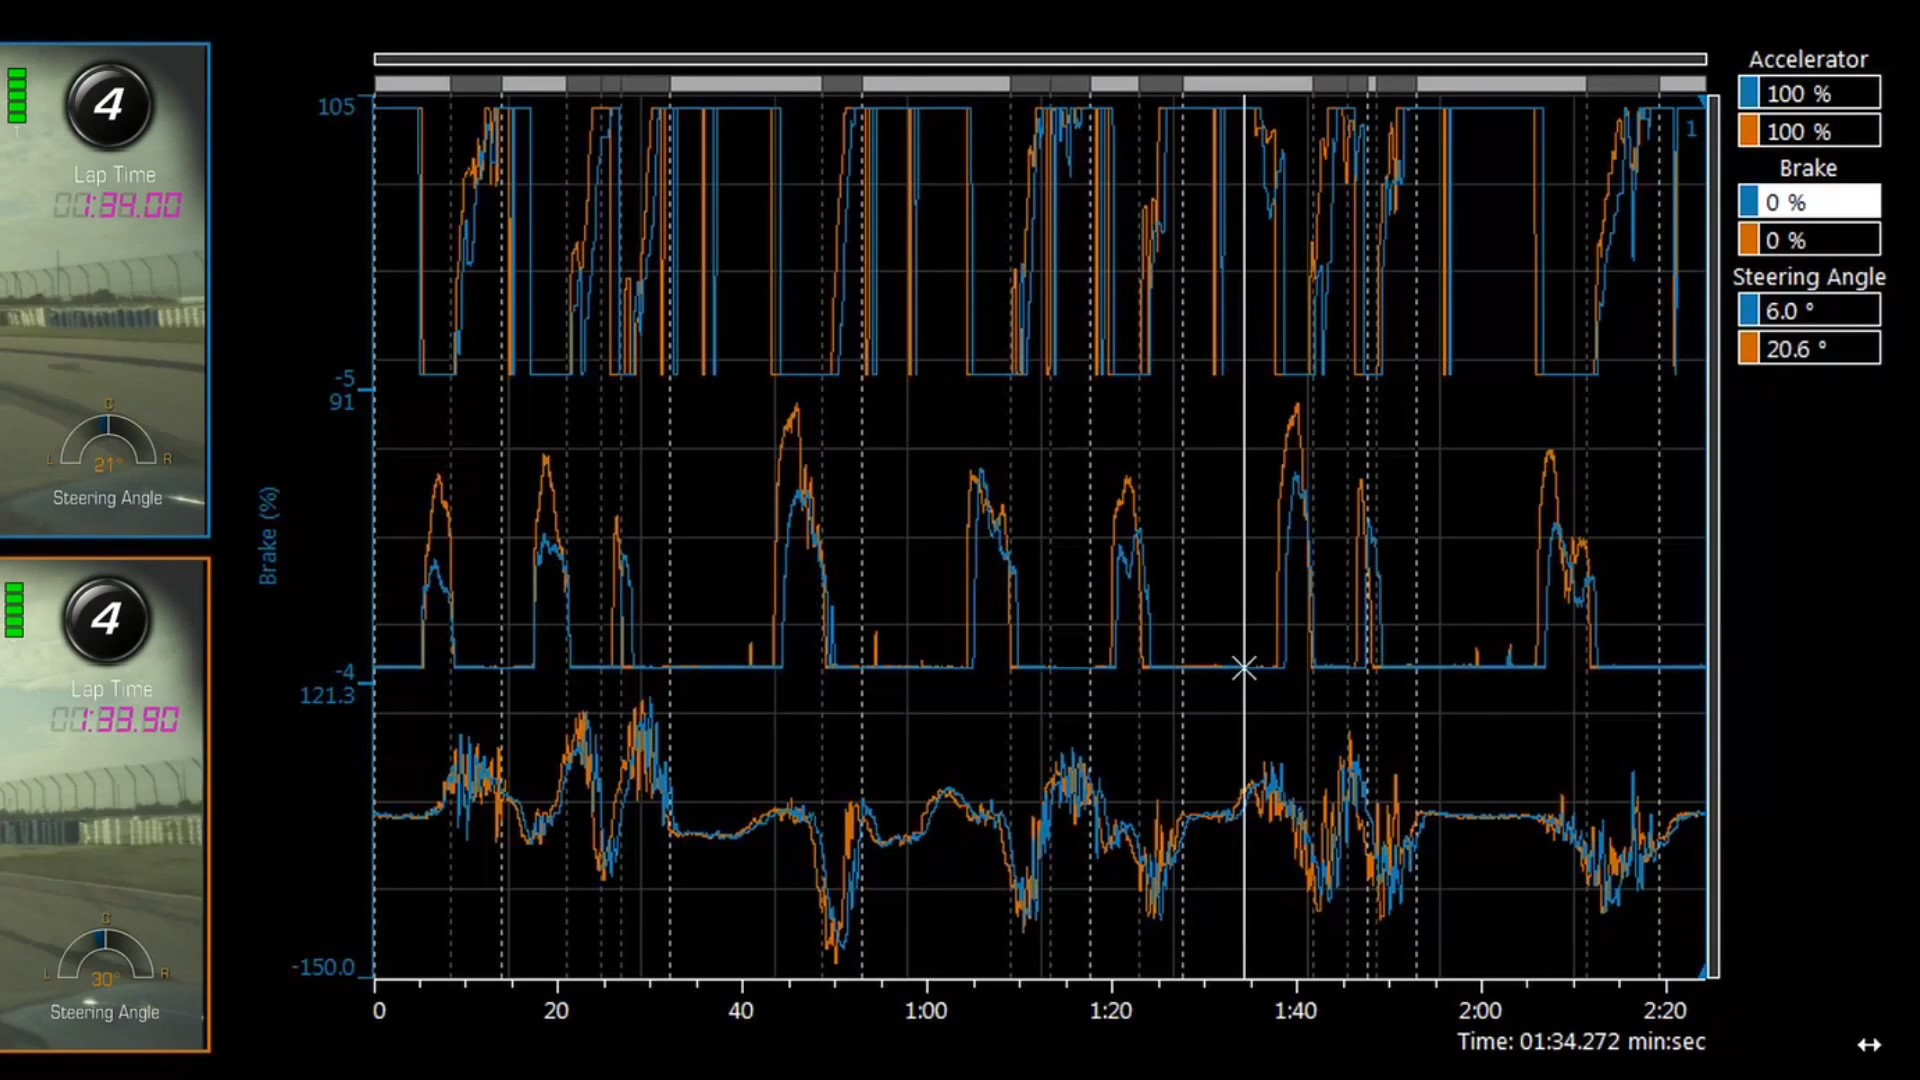 4
T
Lap Time
1:34.00
C
L
R
21°
Steering Angle
4
Lap Time
1:33.90
C
L
R
30°
Steering Angle
105
-5
91
Brake (%)
-4
121.3
-150.0
1
0
20
40
1:00
1:20
1:40
2:00
2:20
Time: 01:34.272 min:sec
Accelerator
100 %
100 %
Brake
0 %
0 %
Steering Angle
6.0 °
20.6 °